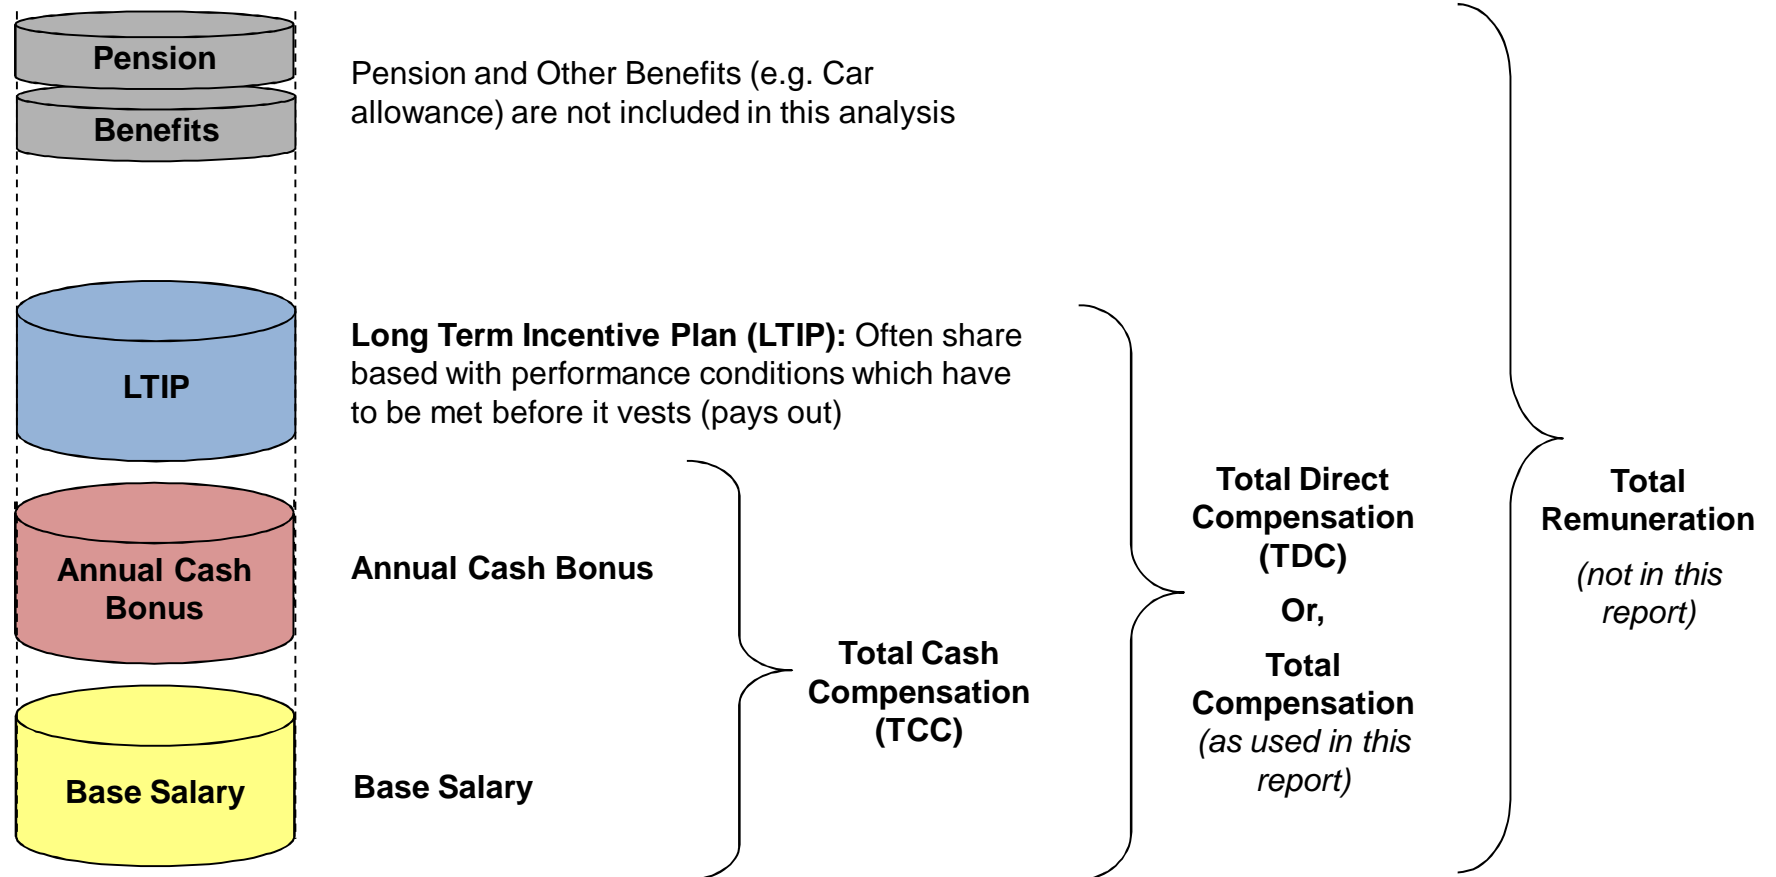 Pension
Benefits
Pension and Other Benefits (e.g. Car
allowance) are not included in this analysis
LTIP
Long Term Incentive Plan (LTIP): Often share
based with performance conditions which have
to be met before it vests (pays out)
Annual Cash
Bonus
Annual Cash Bonus
Base Salary
Base Salary
Total Cash
Compensation
(TCC)
Total Direct
Compensation
(TDC)
Or,
Total
Compensation
(as used in this
report)
Total
Remuneration
(not in this
report)